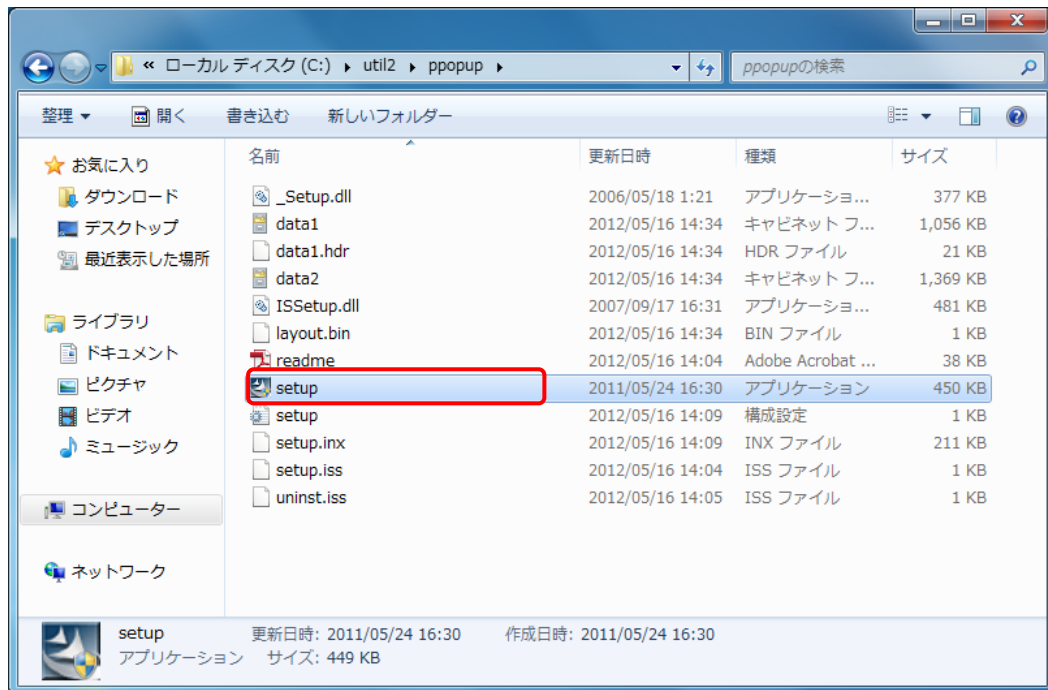 « ローカル ディスク (C:) ▸ util2 ▸ ppopup ▸ ppopupの検索
整理 ▼ 開く 書き込む 新しいフォルダー
お気に入り
ダウンロード
デスクトップ
最近表示した場所
ライブラリ
ドキュメント
ピクチャ
ビデオ
ミュージック
コンピューター
ネットワーク
名前 更新日時 種類 サイズ
_Setup.dll 2006/05/18 1:21 アプリケーショ... 377 KB
data1 2012/05/16 14:34 キャビネット フ... 1,056 KB
data1.hdr 2012/05/16 14:34 HDR ファイル 21 KB
data2 2012/05/16 14:34 キャビネット フ... 1,369 KB
ISSetup.dll 2007/09/17 16:31 アプリケーショ... 481 KB
layout.bin 2012/05/16 14:34 BIN ファイル 1 KB
readme 2012/05/16 14:04 Adobe Acrobat ... 38 KB
setup 2011/05/24 16:30 アプリケーション 450 KB
setup 2012/05/16 14:09 構成設定 1 KB
setup.inx 2012/05/16 14:09 INX ファイル 211 KB
setup.iss 2012/05/16 14:04 ISS ファイル 1 KB
uninst.iss 2012/05/16 14:05 ISS ファイル 1 KB
setup 更新日時: 2011/05/24 16:30 作成日時: 2011/05/24 16:30
アプリケーション サイズ: 449 KB